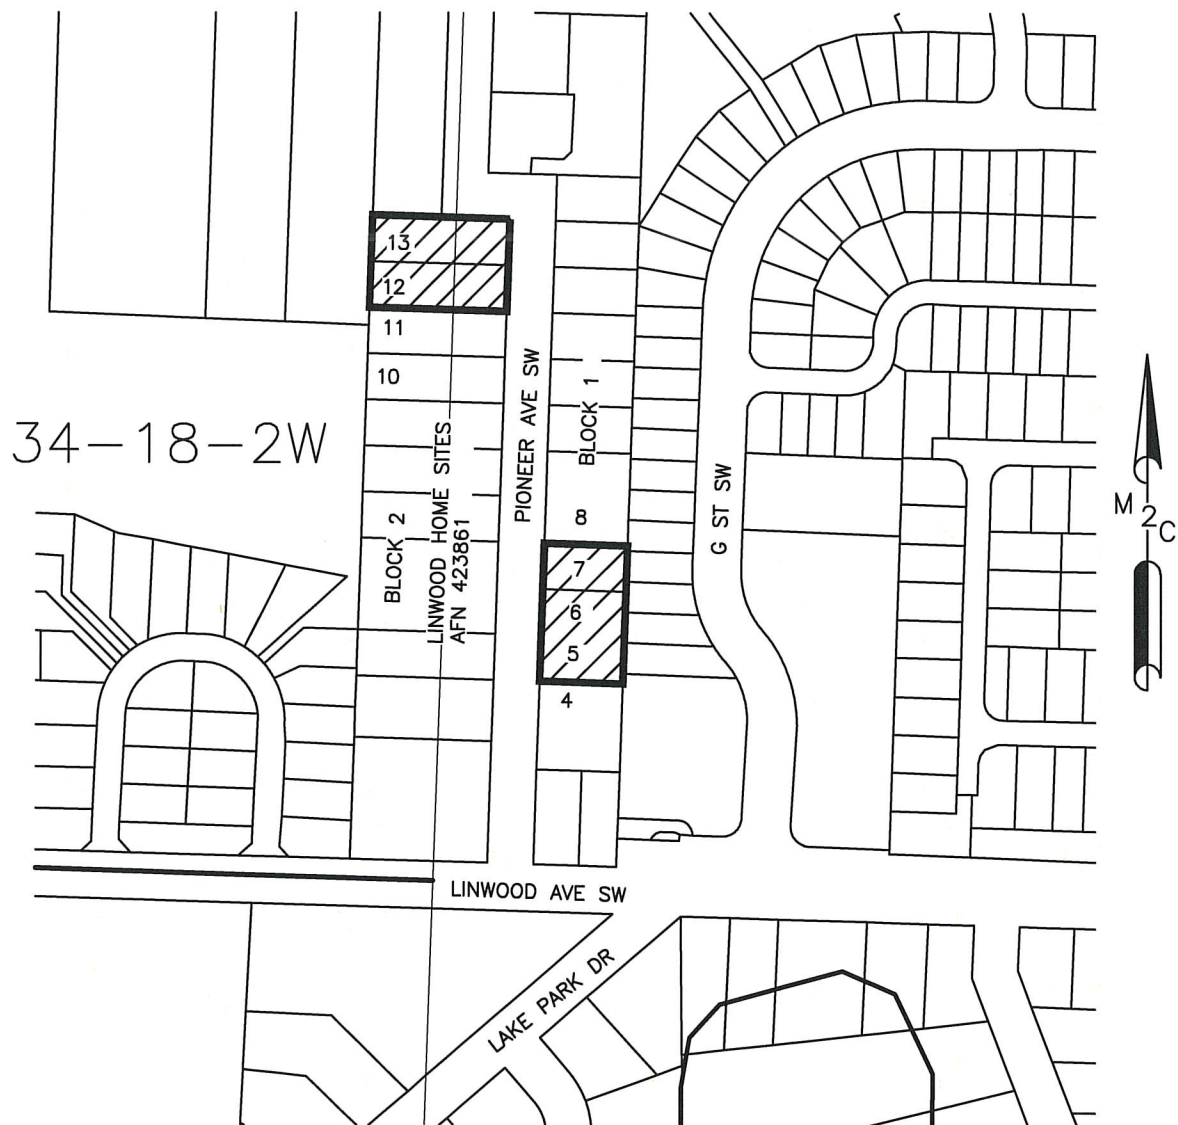 13
12
11
10
34-18-2W
PIONEER AVE SW
BLOCK 1
LINWOOD HOME SITES
AFN 423861
BLOCK 2
G ST SW
M2C
8
7
6
5
4
LINWOOD AVE SW
LAKE PARK DR